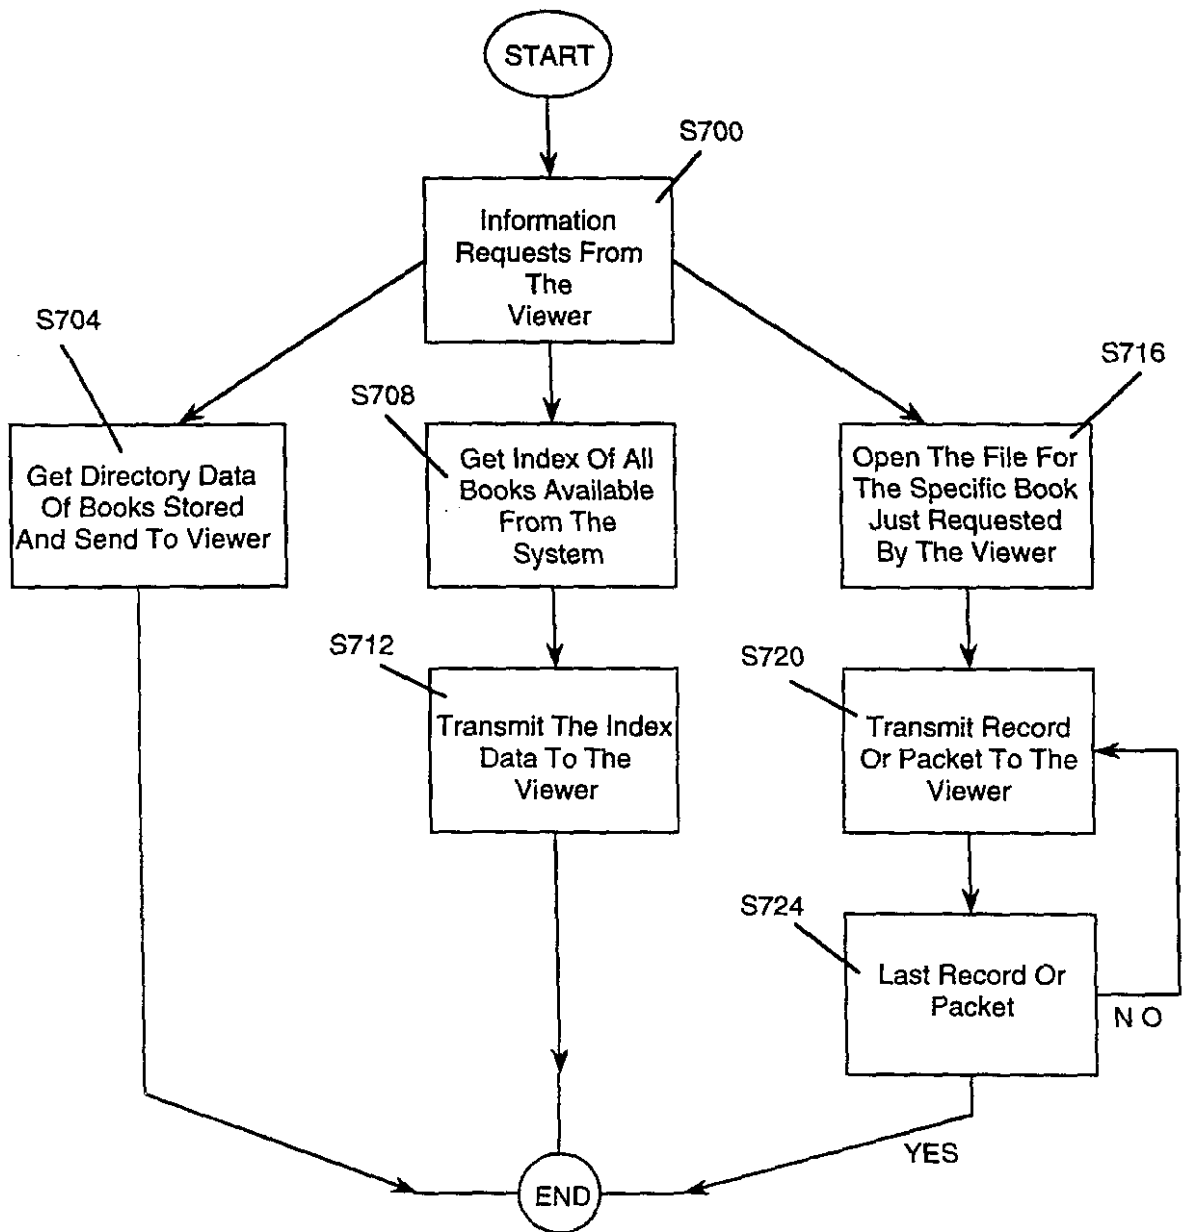 START
S700
Information
Requests From
The
Viewer
S704
Get Directory Data
Of Books Stored
And Send To Viewer
S708
Get Index Of All
Books Available
From The
System
S716
Open The File For
The Specific Book
Just Requested
By The Viewer
S712
Transmit The Index
Data To The
Viewer
S720
Transmit Record
Or Packet To The
Viewer
S724
Last Record Or
Packet
NO
YES
END